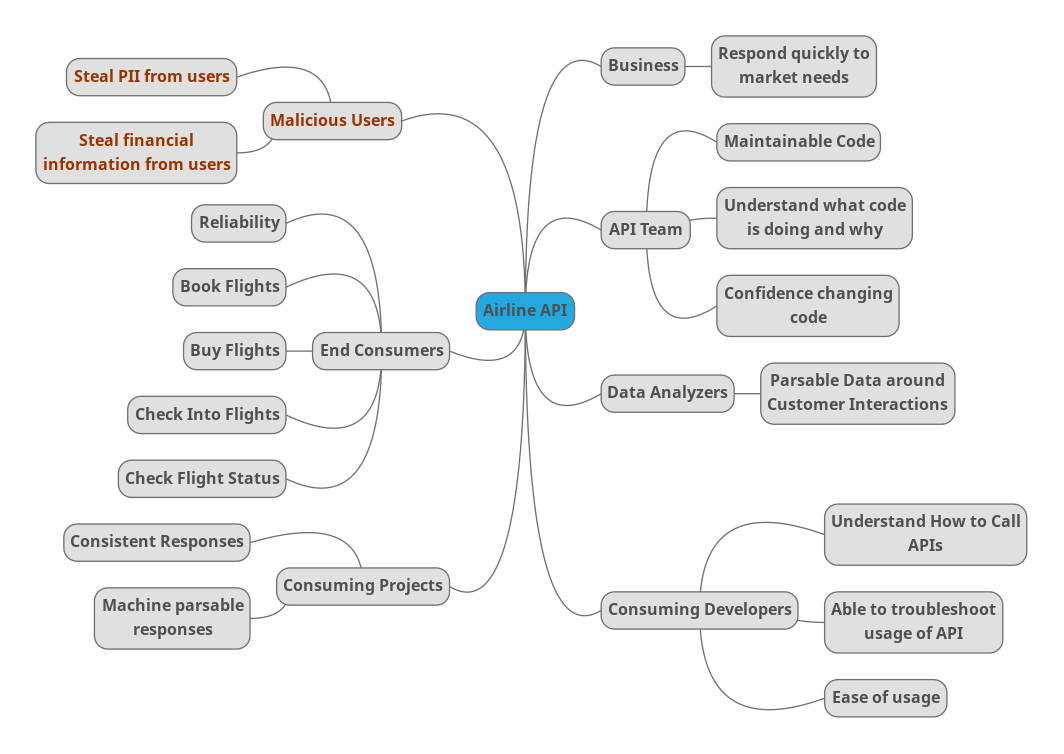 Airline API
Malicious Users
Steal PII from users
Steal financial
information from users
End Consumers
Reliability
Book Flights
Buy Flights
Check Into Flights
Check Flight Status
Consuming Projects
Consistent Responses
Machine parsable
responses
Business
Respond quickly to
market needs
API Team
Maintainable Code
Understand what code
is doing and why
Confidence changing
code
Data Analyzers
Parsable Data around
Customer Interactions
Consuming Developers
Understand How to Call
APIs
Able to troubleshoot
usage of API
Ease of usage